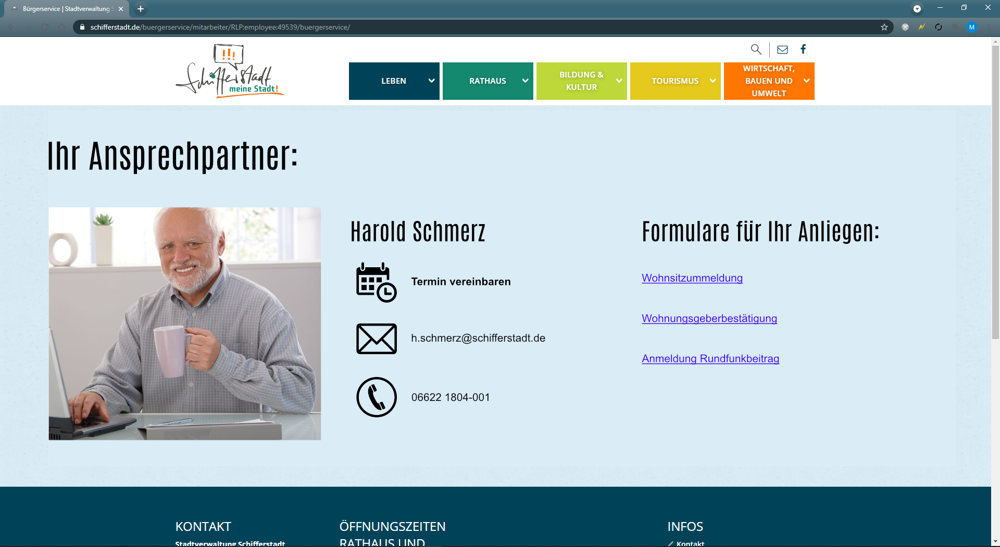 Bürgerservice | Stadtverwaltung S
schifferstadt.de/buergerservice/mitarbeiter/RLP:employee:49539/buergerservice/
M
!!!
Schifferstadt
meine Stadt!
LEBEN
RATHAUS
BILDUNG &
KULTUR
TOURISMUS
WIRTSCHAFT,
BAUEN UND
UMWELT
Ihr Ansprechpartner:
Harold Schmerz
Termin vereinbaren
h.schmerz@schifferstadt.de
06622 1804-001
Formulare für Ihr Anliegen:
Wohnsitzummeldung
Wohnungsgeberbestätigung
Anmeldung Rundfunkbeitrag
KONTAKT
Stadtverwaltung Schifferstadt
ÖFFNUNGSZEITEN
RATHAUS UND
INFOS
Kontakt